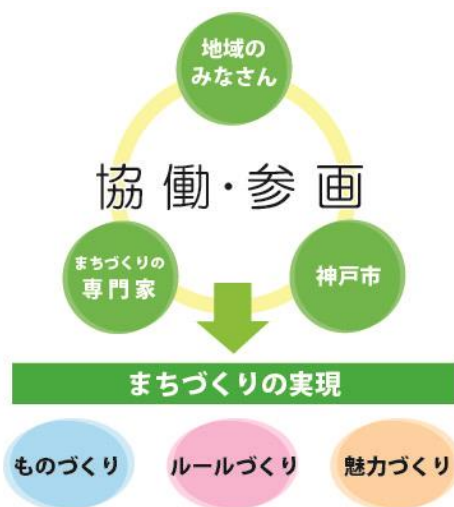 地域の
みなさん
協働・参画
まちづくりの
専門家
神戸市
まちづくりの実現
ものづくり
ルールづくり
魅力づくり